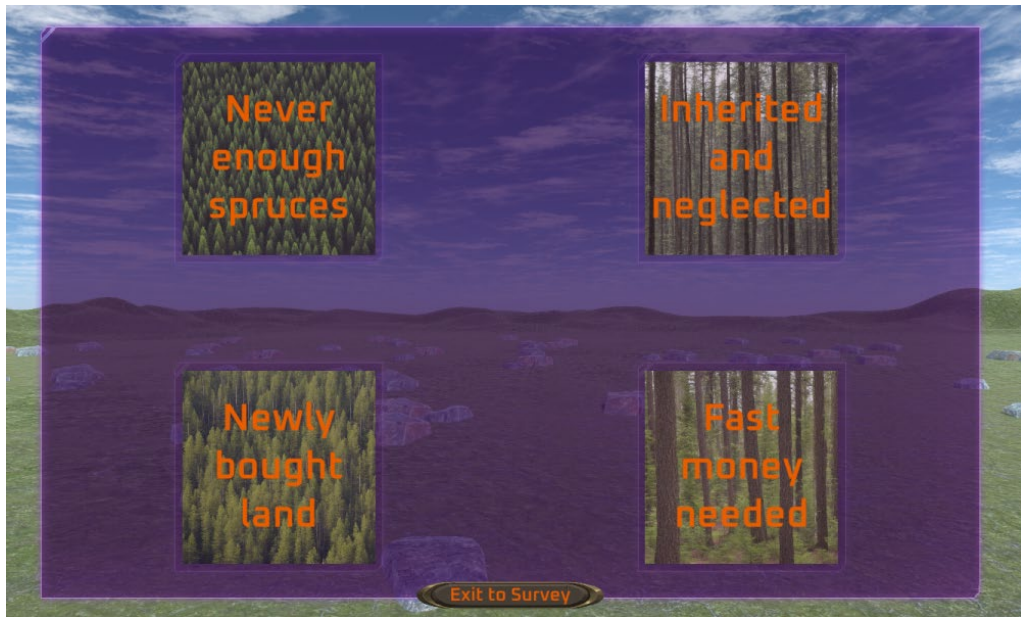 Never
enough
spruces
Inherited
and
neglected
Newly
bought
land
Fast
money
needed
Exit to Survey